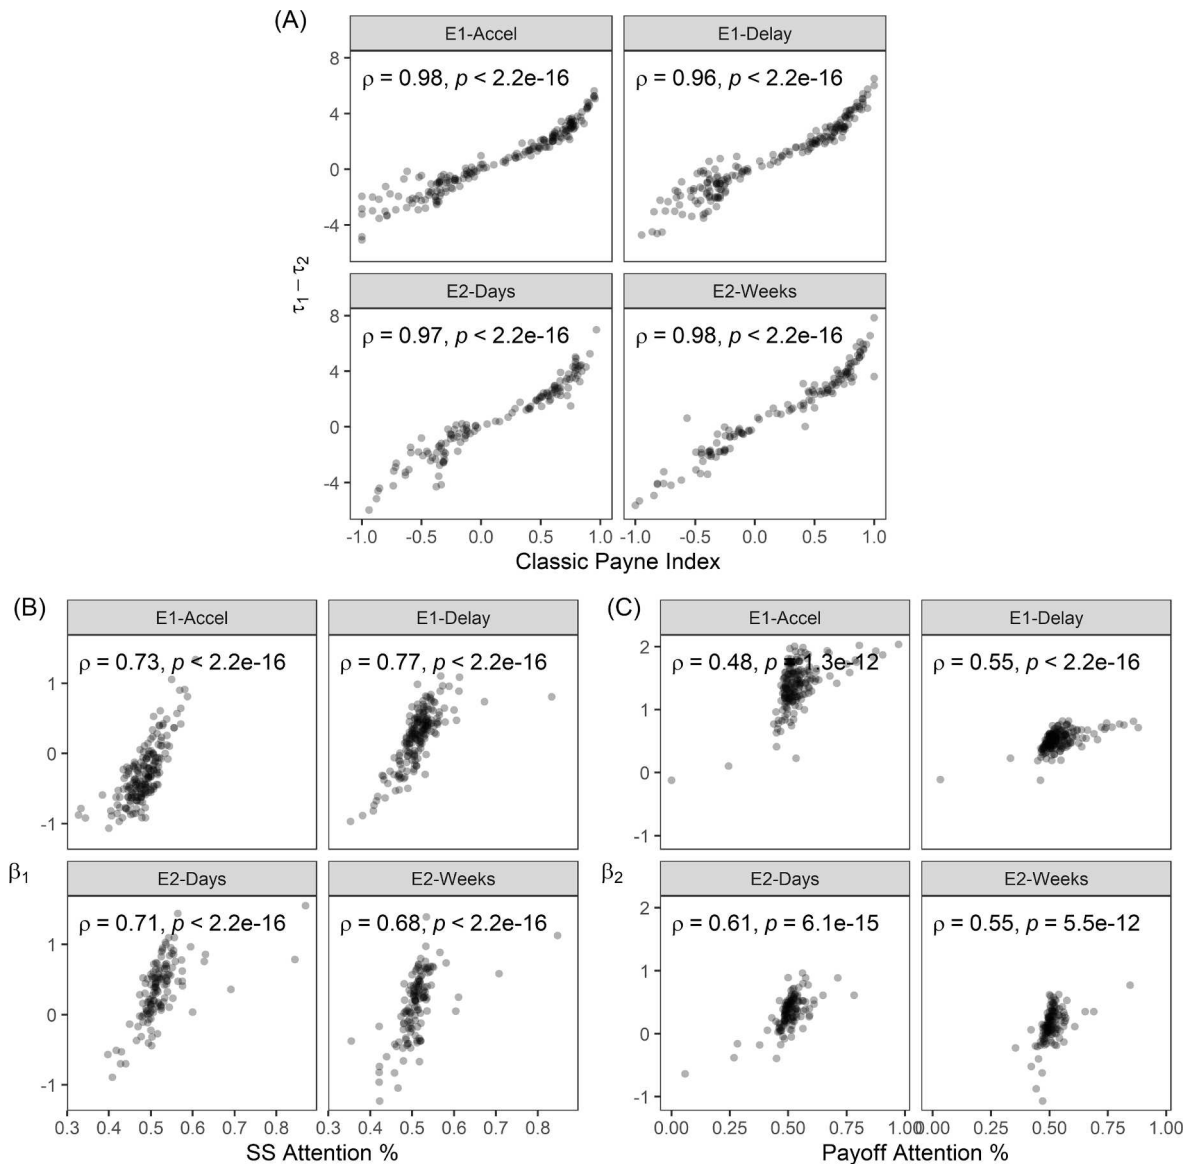 (A)
E1-Accel E1-Delay
ρ = 0.98, p < 2.2e-16 ρ = 0.96, p < 2.2e-16
8
4
0
-4
E2-Days E2-Weeks
ρ = 0.97, p < 2.2e-16 ρ = 0.98, p < 2.2e-16
8
4
0
-4
τ1 − τ2
-1.0 -0.5 0.0 0.5 1.0 -1.0 -0.5 0.0 0.5 1.0
Classic Payne Index
(B)
E1-Accel E1-Delay
ρ = 0.73, p < 2.2e-16 ρ = 0.77, p < 2.2e-16
1
0
-1
E2-Days E2-Weeks
ρ = 0.71, p < 2.2e-16 ρ = 0.68, p < 2.2e-16
1
0
-1
β1
0.3 0.4 0.5 0.6 0.7 0.8 0.3 0.4 0.5 0.6 0.7 0.8
SS Attention %
(C)
E1-Accel E1-Delay
ρ = 0.48, p = 1.3e-12 ρ = 0.55, p < 2.2e-16
2
1
0
-1
E2-Days E2-Weeks
ρ = 0.61, p = 6.1e-15 ρ = 0.55, p = 5.5e-12
2
1
0
-1
β2
0.00 0.25 0.50 0.75 1.00 0.00 0.25 0.50 0.75 1.00
Payoff Attention %